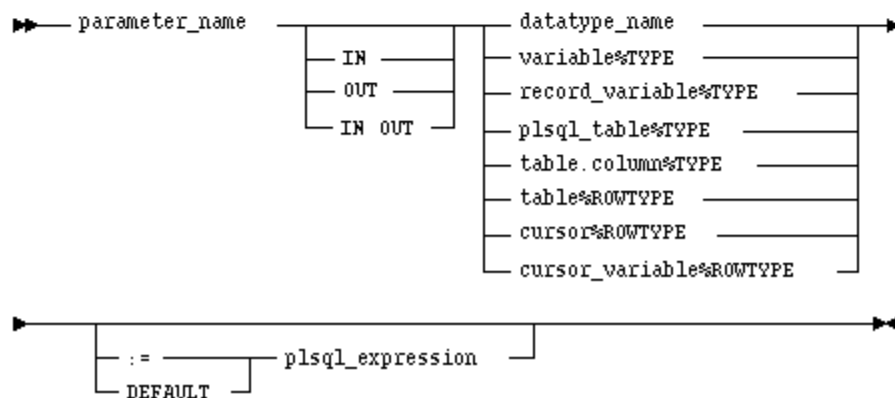 parameter_name datatype_name
IN variable%TYPE
OUT record_variable%TYPE
IN OUT plsql_table%TYPE
table.column%TYPE
table%ROWTYPE
cursor%ROWTYPE
cursor_variable%ROWTYPE
:= plsql_expression
DEFAULT